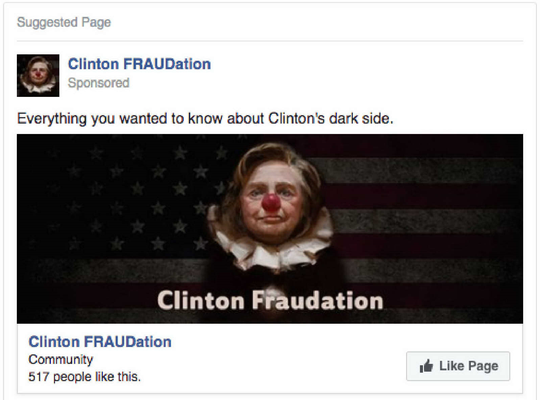 Suggested Page
Clinton FRAUDation
Sponsored
Everything you wanted to know about Clinton's dark side.
Clinton Fraudation
Clinton FRAUDation
Community
517 people like this.
Like Page